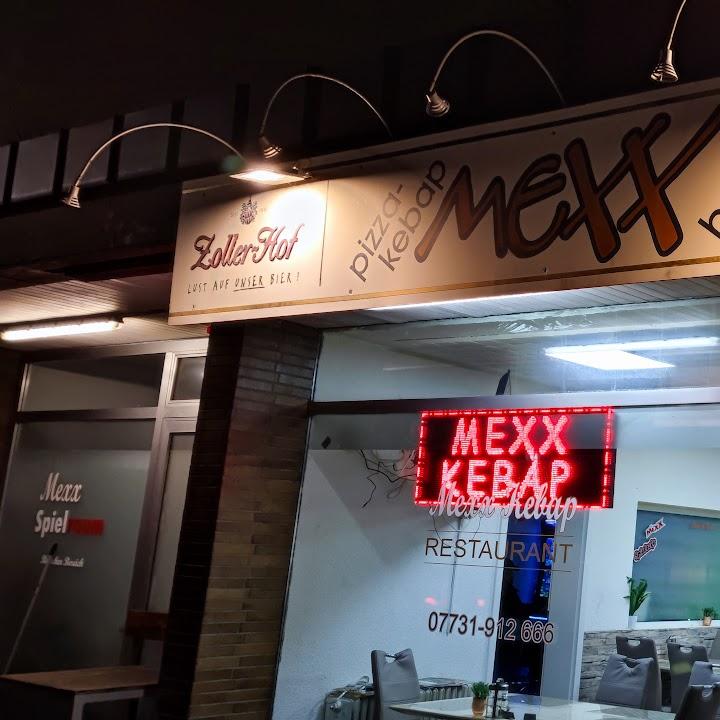 Zoller-Hof
LUST AUF UNSER BIER!
pizza-
kebap
MEXX
MEXX
KEBAP
Mexx Kebap
RESTAURANT
07731-912 666
Mexx
Spiel